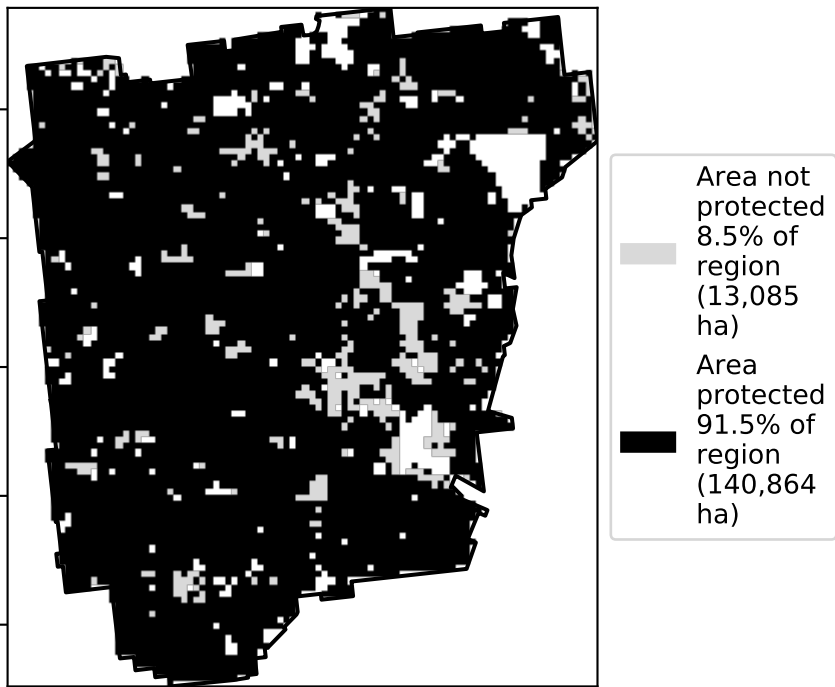 Area not
protected
8.5% of
region
(13,085
ha)
Area
protected
91.5% of
region
(140,864
ha)